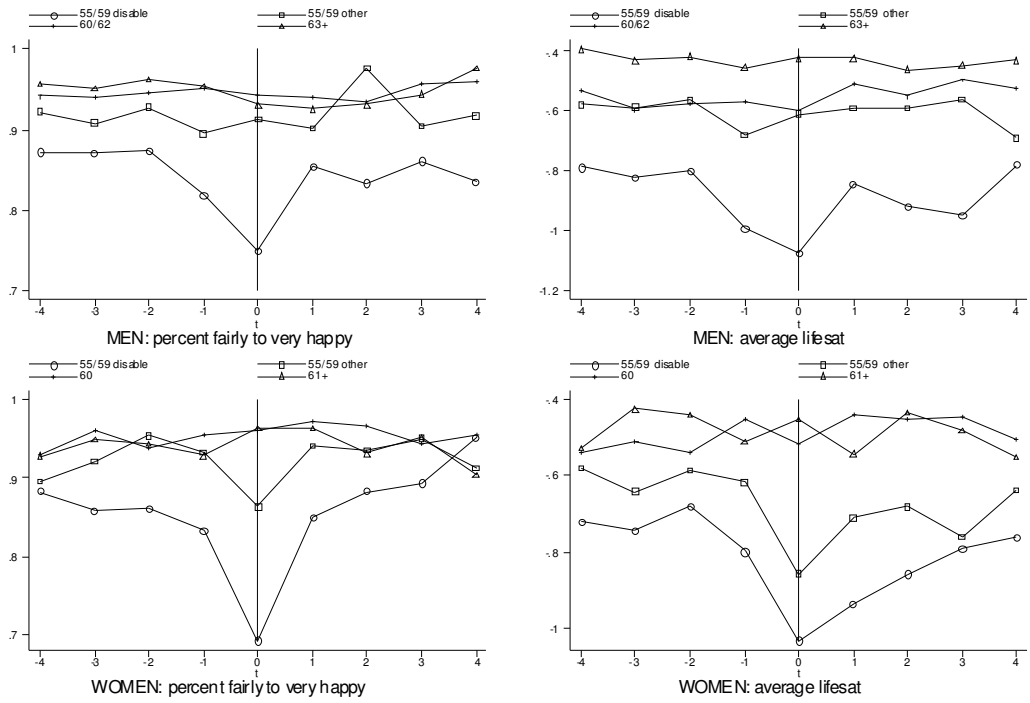 55/59 disable 55/59 other
60/62 63+
1
.9
.8
.7
-4 -3 -2 -1 0 1 2 3 4
t
MEN: percent fairly to very happy
55/59 disable 55/59 other
60/62 63+
-.4
-.6
-.8
-1
-1.2
-4 -3 -2 -1 0 1 2 3 4
t
MEN: average lifesat
55/59 disable 55/59 other
60 61+
1
.9
.8
.7
-4 -3 -2 -1 0 1 2 3 4
t
WOMEN: percent fairly to very happy
55/59 disable 55/59 other
60 61+
-.4
-.6
-.8
-1
-4 -3 -2 -1 0 1 2 3 4
t
WOMEN: average lifesat